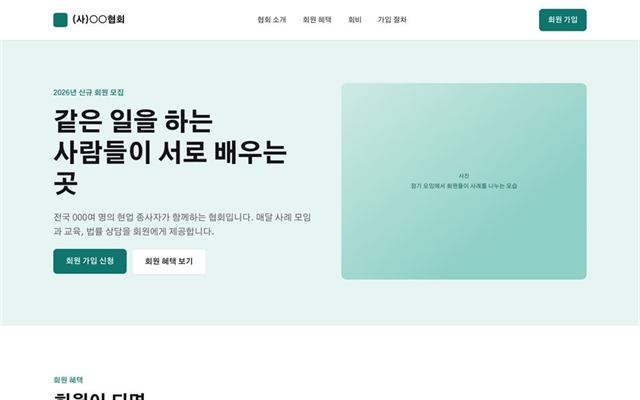 (사)○○협회
협회 소개 회원 혜택 회비 가입 절차
회원 가입
2026년 신규 회원 모집
같은 일을 하는
사람들이 서로 배우는
곳
전국 000여 명의 현업 종사자가 함께하는 협회입니다. 매달 사례 모임
과 교육, 법률 상담을 회원에게 제공합니다.
회원 가입 신청 회원 혜택 보기
사진
정기 모임에서 회원들이 사례를 나누는 모습
회원 혜택
회원이 되면